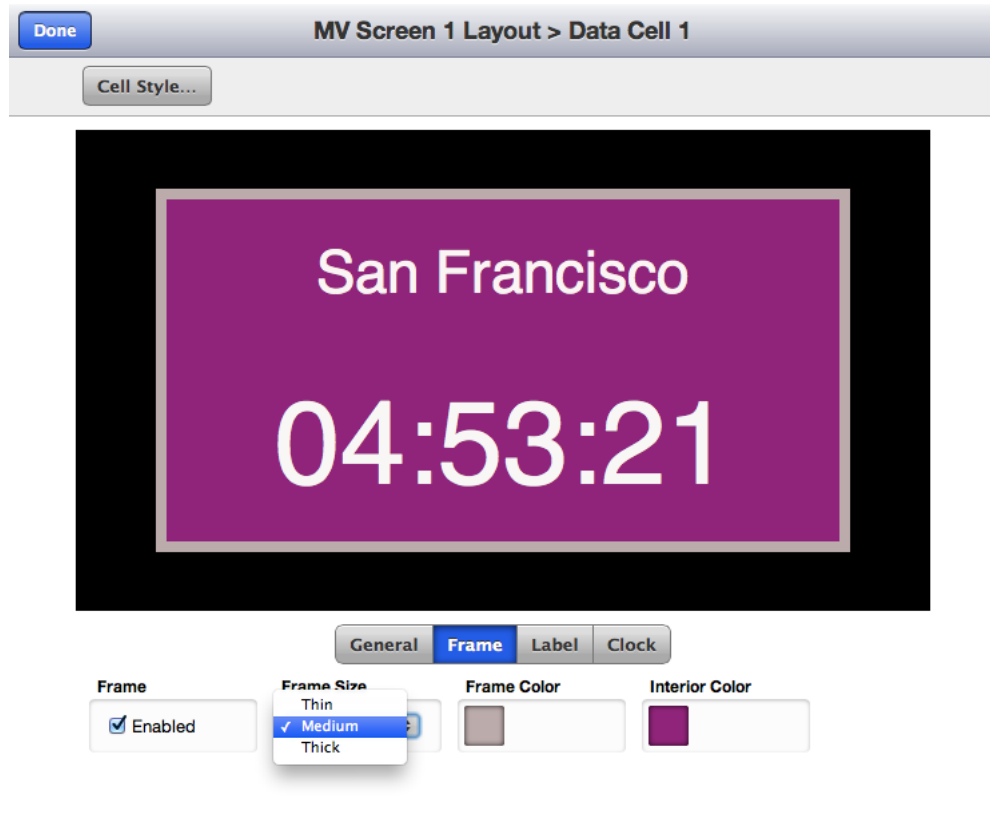 Done MV Screen 1 Layout > Data Cell 1
Cell Style...
San Francisco
04:53:21
General Frame Label Clock
Frame Frame Size Frame Color Interior Color
Thin
Enabled ✓ Medium
Thick